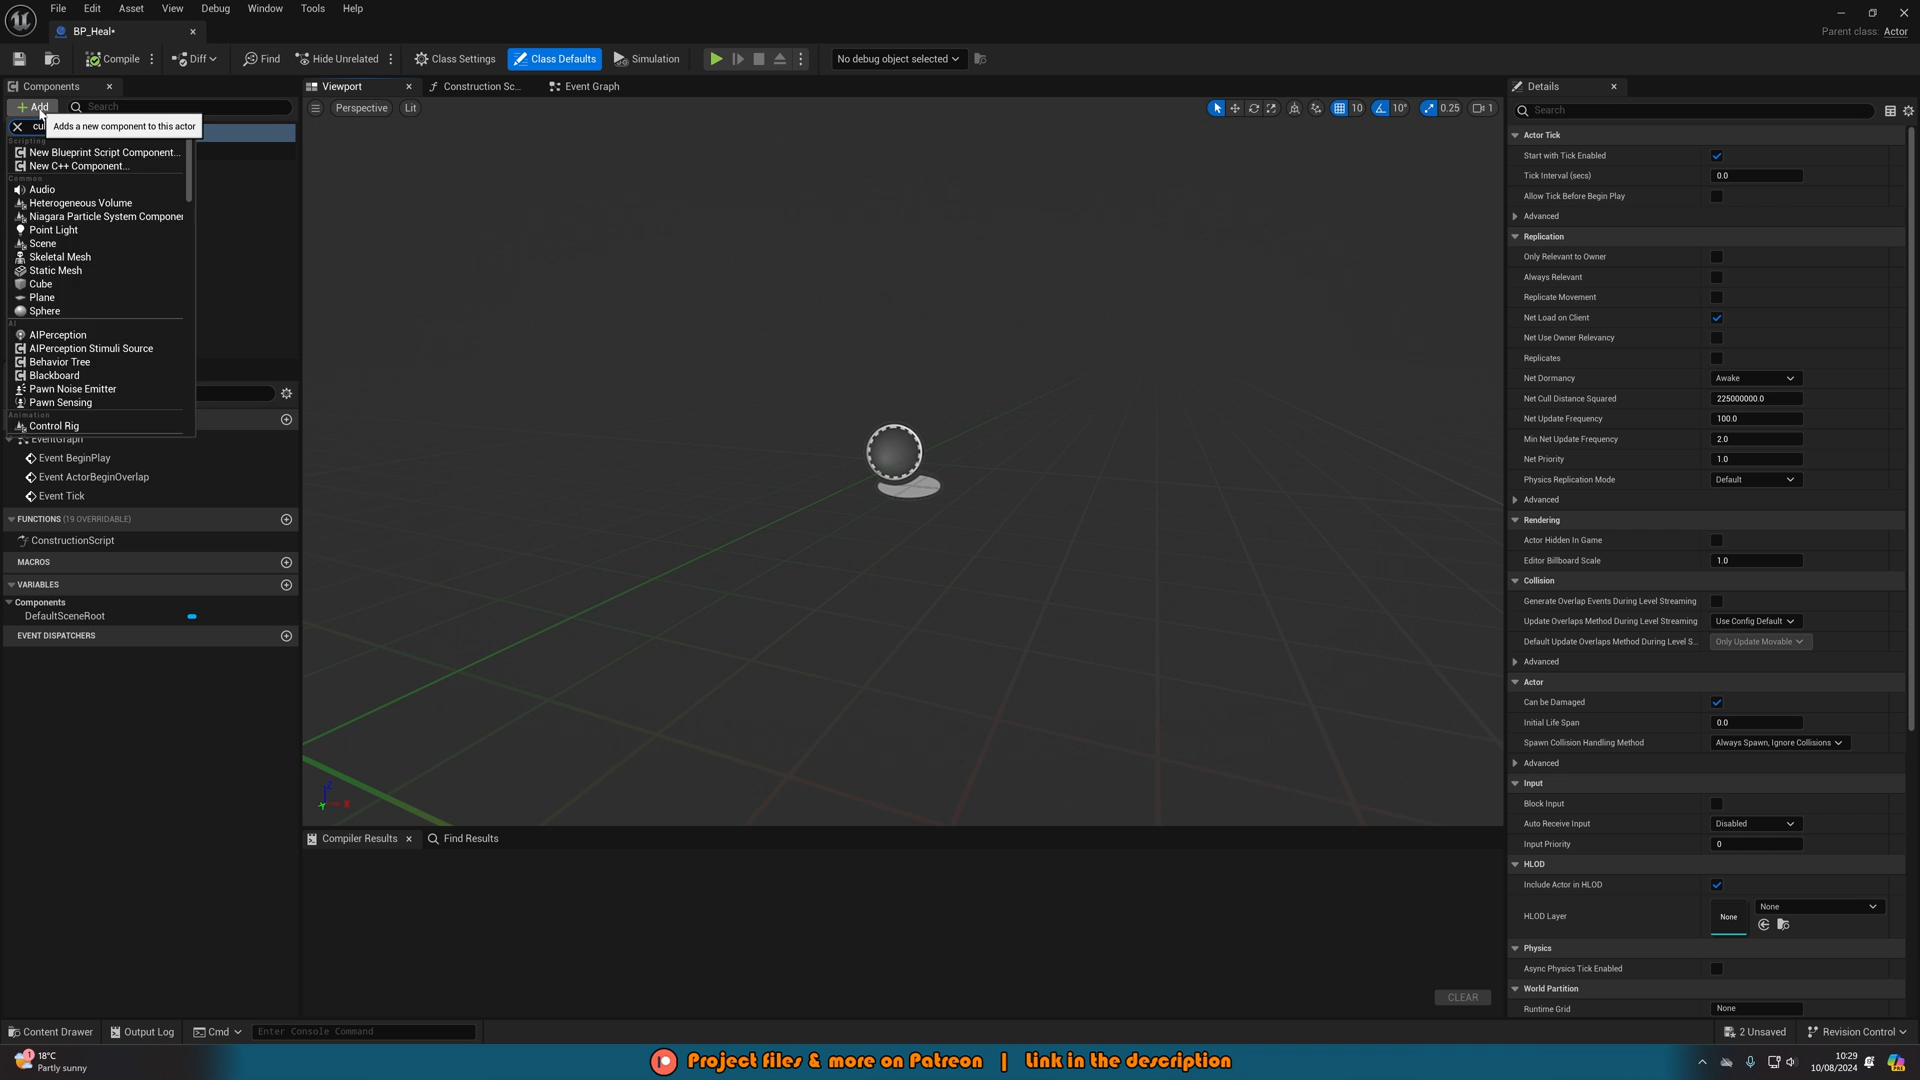 File Edit Asset View Debug Window Tools Help
BP_Heal•
Parent class: Actor
Compile Diff Find Hide Unrelated Class Settings Class Defaults Simulation No debug object selected
Components Viewport Construction Sc... Event Graph Details
Add Search Perspective Lit 10 10° 0.25 1 Search
Adds a new component to this actor
Scripting
New Blueprint Script Component...
New C++ Component...
Common
Audio
Heterogeneous Volume
Niagara Particle System Componen
Point Light
Scene
Skeletal Mesh
Static Mesh
Cube
Plane
Sphere
AI
AIPerception
AIPerception Stimuli Source
Behavior Tree
Blackboard
Pawn Noise Emitter
Pawn Sensing
Animation
Control Rig
EventGraph
Event BeginPlay
Event ActorBeginOverlap
Event Tick
FUNCTIONS (19 OVERRIDABLE)
ConstructionScript
MACROS
VARIABLES
Components
DefaultSceneRoot
EVENT DISPATCHERS
Z
X
Compiler Results Find Results
CLEAR
Actor Tick
Start with Tick Enabled
Tick Interval (secs) 0.0
Allow Tick Before Begin Play
Advanced
Replication
Only Relevant to Owner
Always Relevant
Replicate Movement
Net Load on Client
Net Use Owner Relevancy
Replicates
Net Dormancy Awake
Net Cull Distance Squared 225000000.0
Net Update Frequency 100.0
Min Net Update Frequency 2.0
Net Priority 1.0
Physics Replication Mode Default
Advanced
Rendering
Actor Hidden In Game
Editor Billboard Scale 1.0
Collision
Generate Overlap Events During Level Streaming
Update Overlaps Method During Level Streaming Use Config Default
Default Update Overlaps Method During Level S... Only Update Movable
Advanced
Actor
Can be Damaged
Initial Life Span 0.0
Spawn Collision Handling Method Always Spawn, Ignore Collisions
Advanced
Input
Block Input
Auto Receive Input Disabled
Input Priority 0
HLOD
Include Actor in HLOD
HLOD Layer None None
Physics
Async Physics Tick Enabled
World Partition
Runtime Grid None
Content Drawer Output Log Cmd Enter Console Command 2 Unsaved Revision Control
1 18°C
Partly sunny
Project files & more on Patreon | Link in the description
10:29
10/08/2024